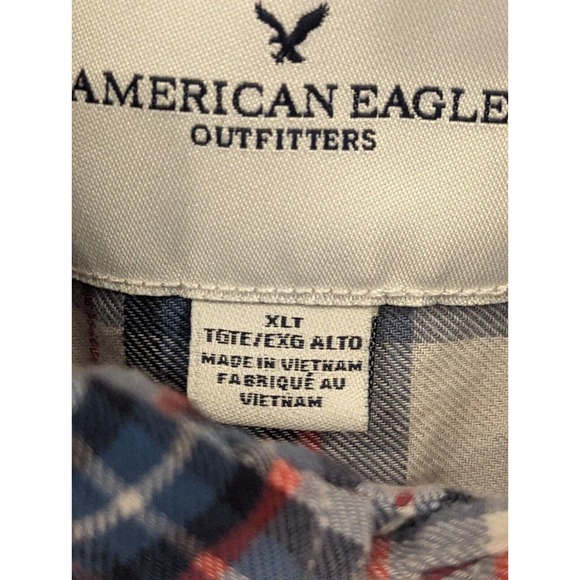 AMERICAN EAGLE
OUTFITTERS
XLT
TGTE/EXG ALTO
MADE IN VIETNAM
FABRIQUÉ AU
VIETNAM